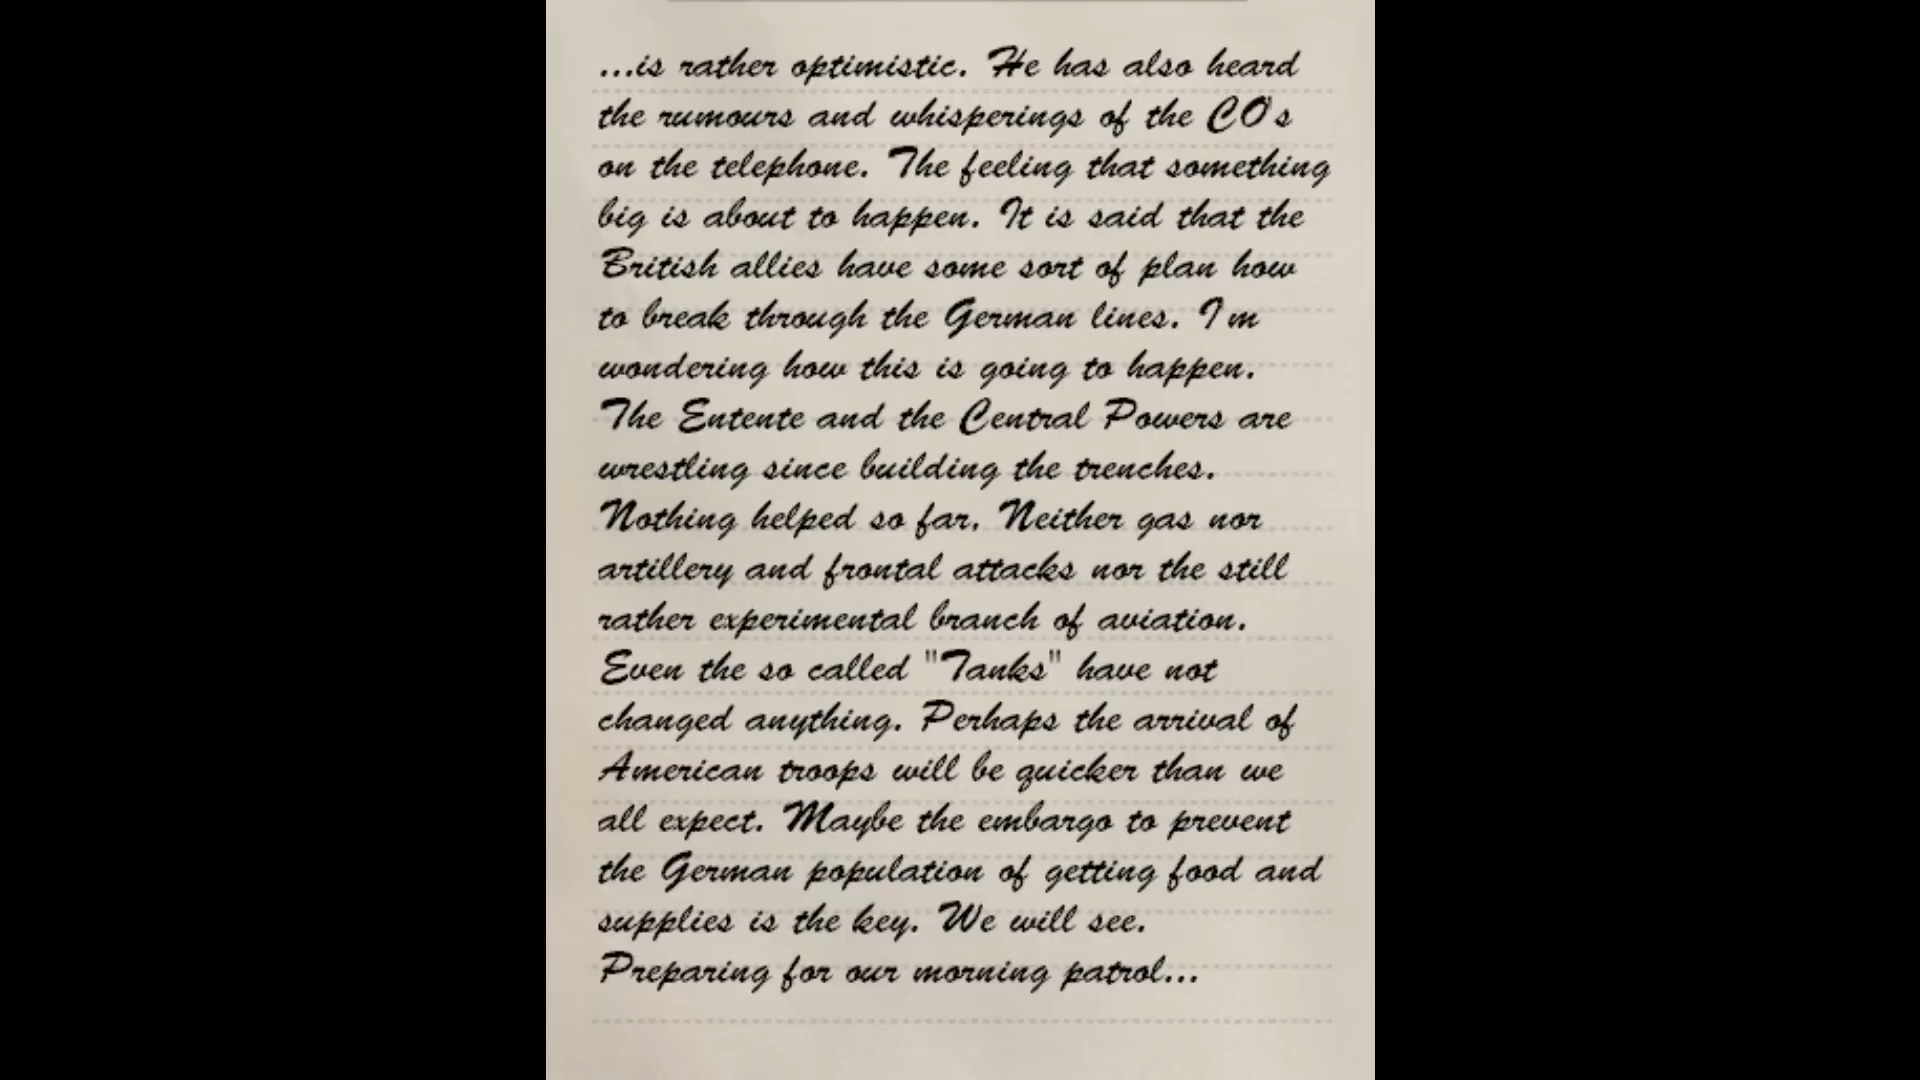 ...is rather optimistic. He has also heard
the rumours and whisperings of the CO's
on the telephone. The feeling that something
big is about to happen. It is said that the
British allies have some sort of plan how
to break through the German lines. I'm
wondering how this is going to happen.
The Entente and the Central Powers are
wrestling since building the trenches.
Nothing helped so far. Neither gas nor
artillery and frontal attacks nor the still
rather experimental branch of aviation.
Even the so called "Tanks" have not
changed anything. Perhaps the arrival of
American troops will be quicker than we
all expect. Maybe the embargo to prevent
the German population of getting food and
supplies is the key. We will see.
Preparing for our morning patrol...